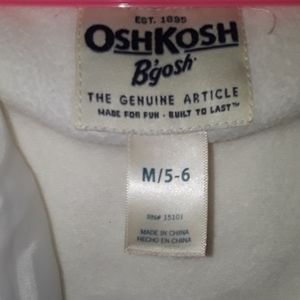 EST. 1895
OSHKOSH
B'gosh®
THE GENUINE ARTICLE
MADE FOR FUN • BUILT TO LAST™
M/5-6
RN# 15101
MADE IN CHINA
HECHO EN CHINA